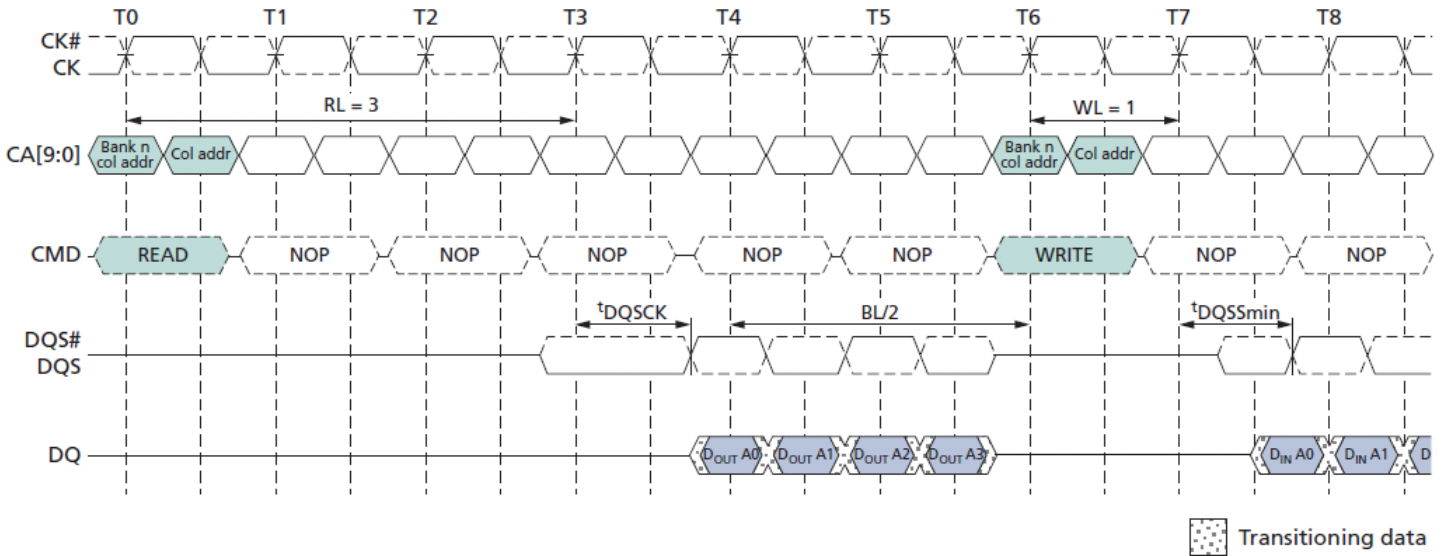 T0 T1 T2 T3 T4 T5 T6 T7 T8
CK#
CK
RL = 3 WL = 1
CA[9:0] Bank n col addr Col addr Bank n col addr Col addr
CMD READ NOP NOP NOP NOP NOP WRITE NOP NOP
tDQSCK BL/2 tDQSSmin
DQS#
DQS
DQ DOUT A0 DOUT A1 DOUT A2 DOUT A3 DIN A0 DIN A1 D
Transitioning data